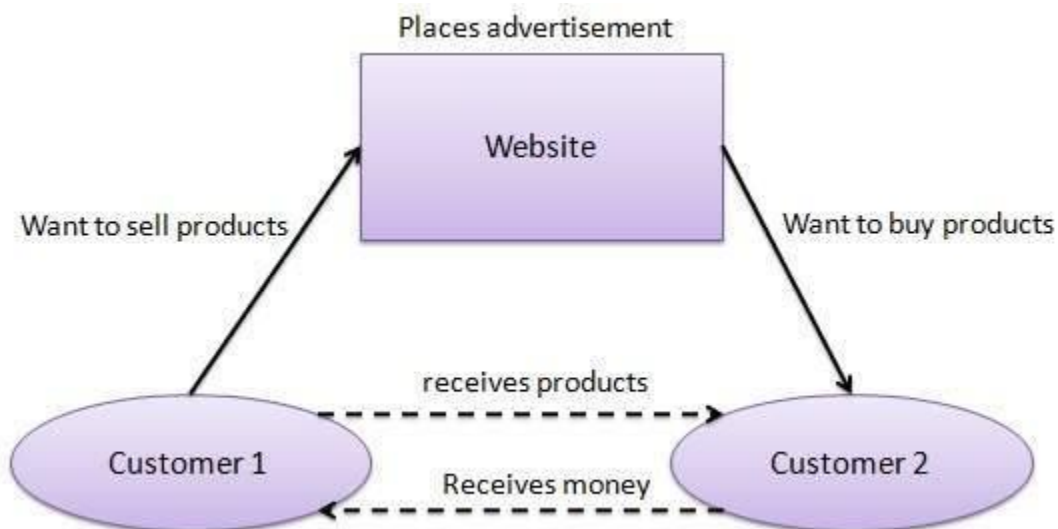 Places advertisement
Website
Want to sell products
Want to buy products
receives products
Customer 1
Customer 2
Receives money